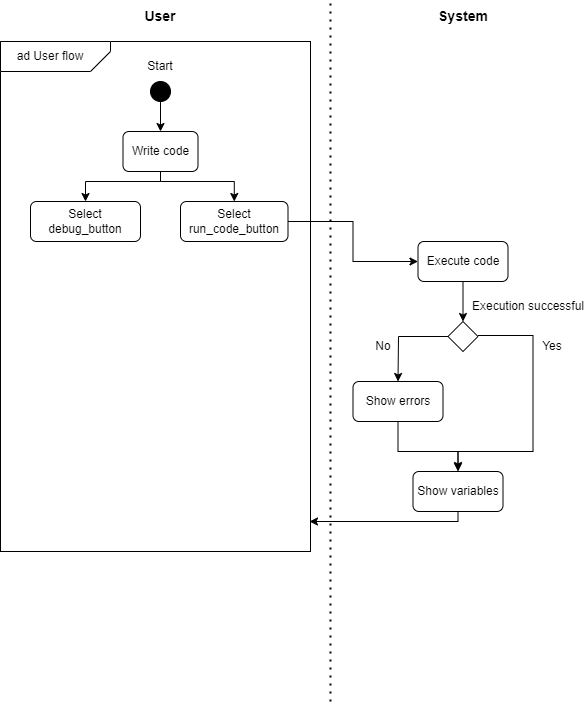 User
System
ad User flow
Start
Write code
Select
debug_button
Select
run_code_button
Execute code
Execution successful
No
Yes
Show errors
Show variables